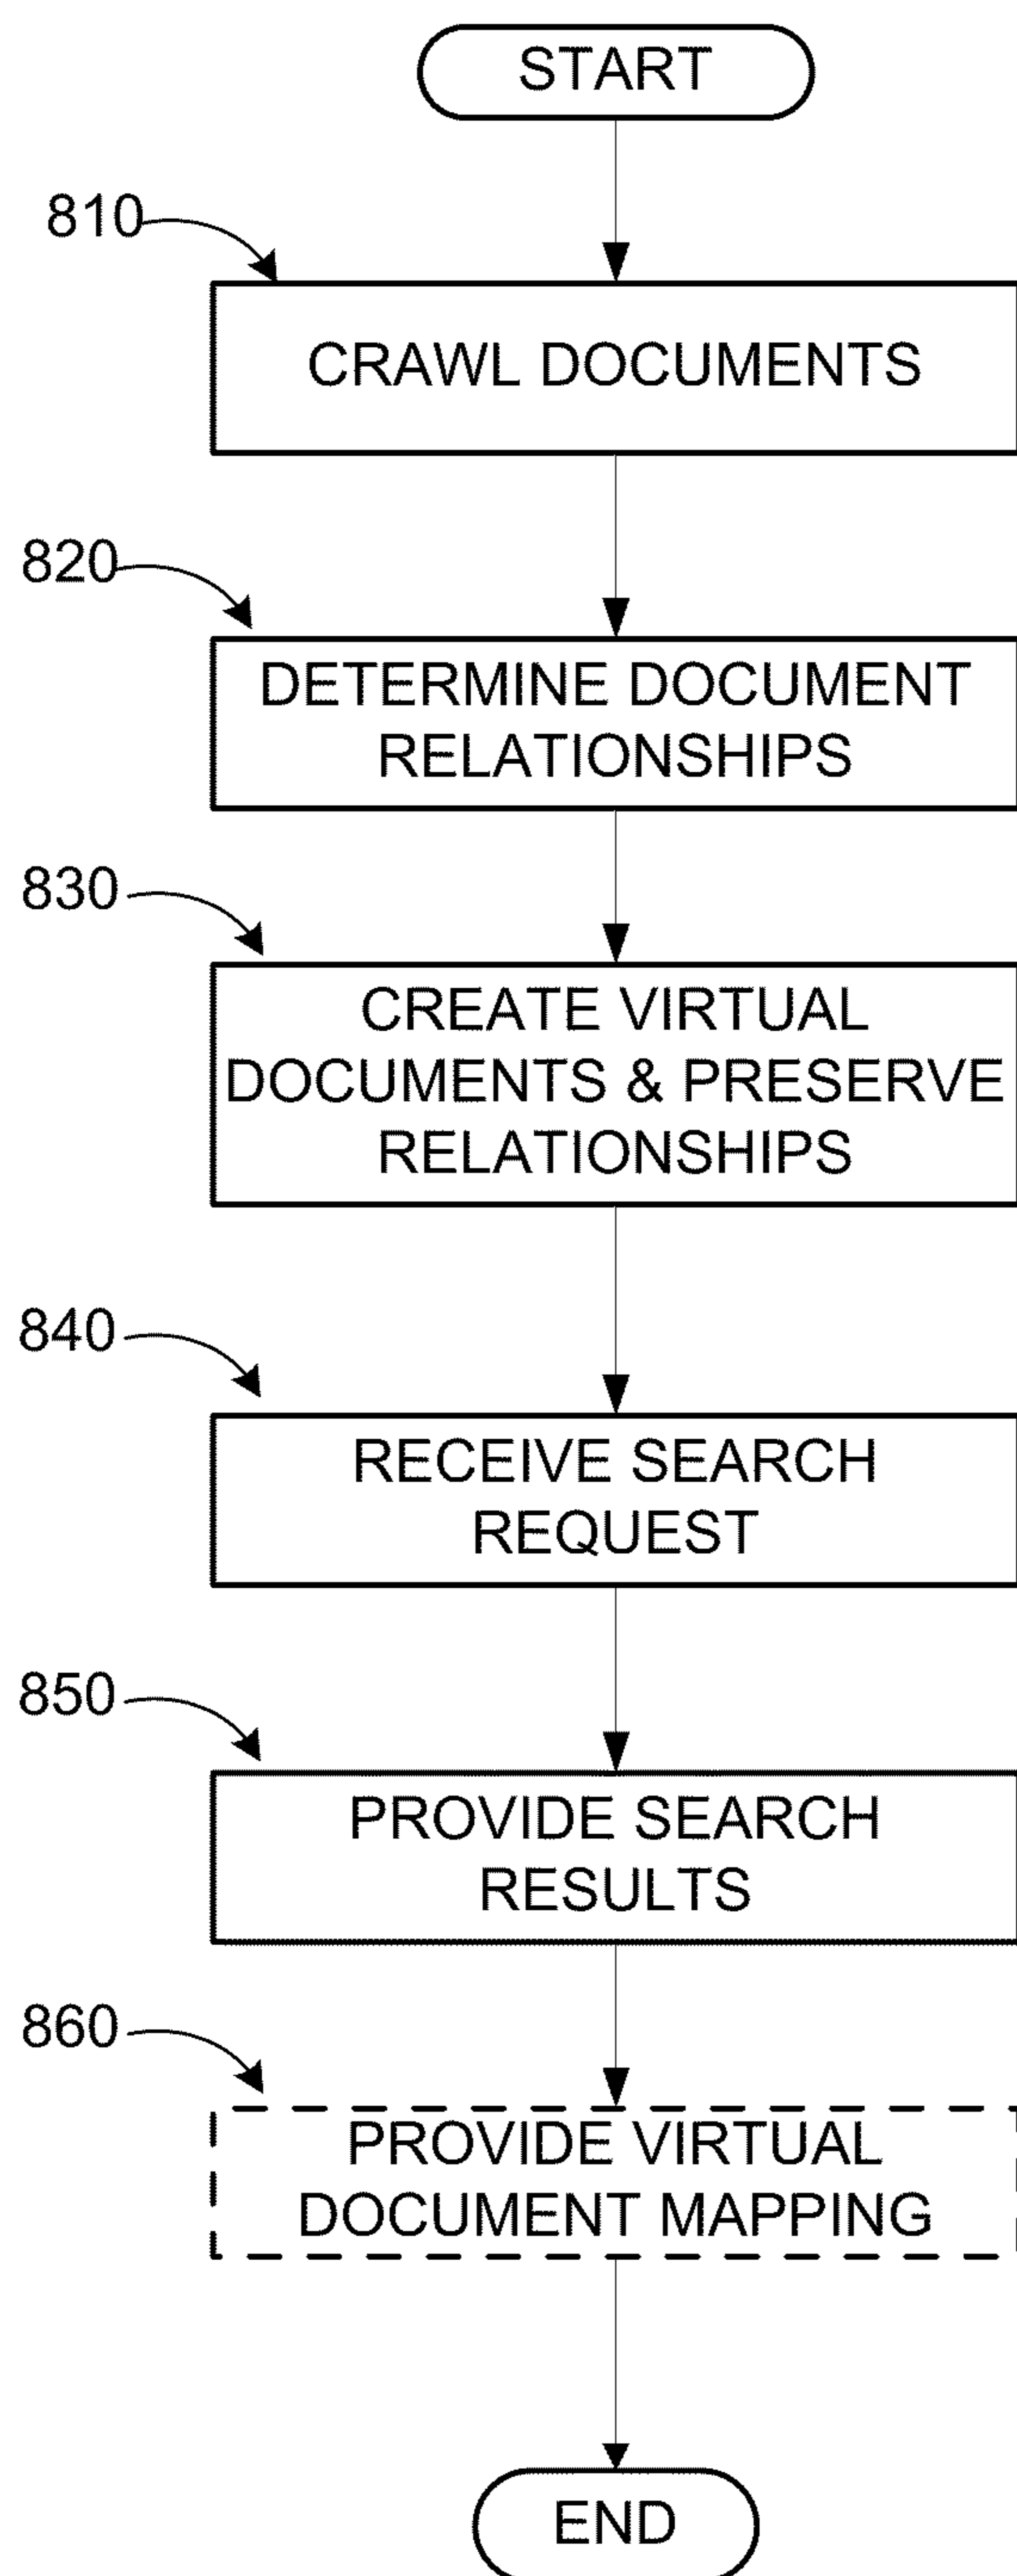 START
810
CRAWL DOCUMENTS
820
DETERMINE DOCUMENT
RELATIONSHIPS
830
CREATE VIRTUAL
DOCUMENTS & PRESERVE
RELATIONSHIPS
840
RECEIVE SEARCH
REQUEST
850
PROVIDE SEARCH
RESULTS
860
PROVIDE VIRTUAL
DOCUMENT MAPPING
END